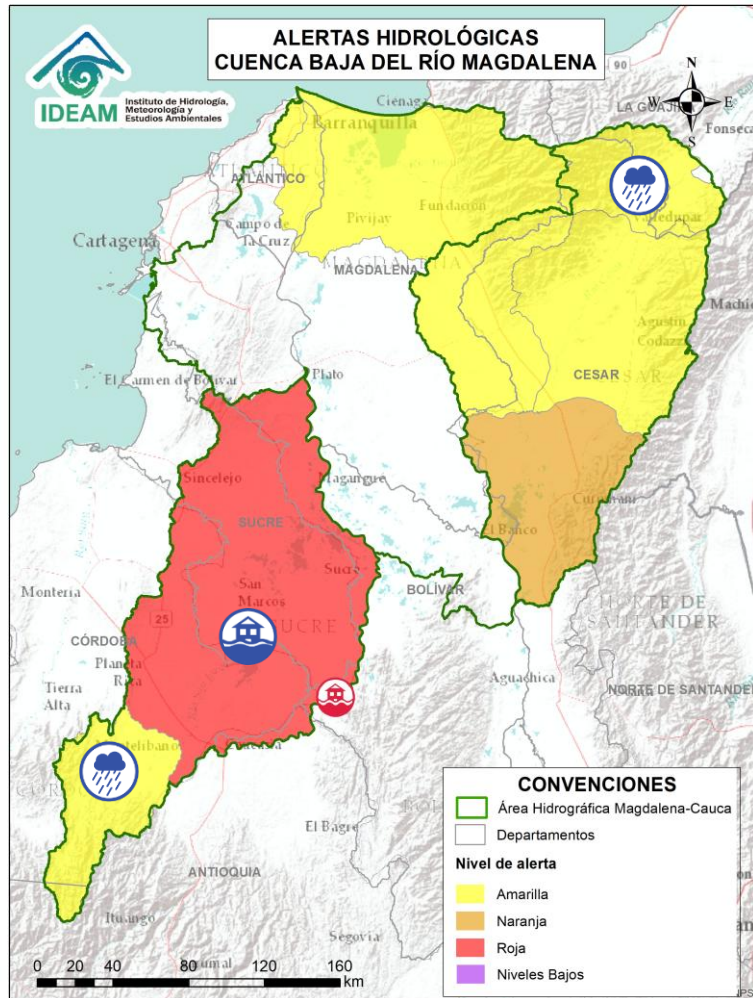 ALERTAS HIDROLÓGICAS
CUENCA BAJA DEL RÍO MAGDALENA
IDEAM
Instituto de Hidrología,
Meteorología y
Estudios Ambientales
90
N
W E
S
Ciénaga
LA GUAJI
Barranquilla
Fonseca
ATLÁNTICO
Fundación
Pivijay
Campo de
la Cruz
Cartagena
MAGDALENA
Machi
Agustín
Codazzi
El Carmen de Bolívar
Plato
CESAR
Sincelejo
Magangué
SUCRE
El Banco
San
Marcos
Sucre
BOLÍVAR
Montería
25
SUCRE
NORTE DE
SANTANDER
CÓRDOBA
Planeta
Rica
Aguachica
Tierra
Alta
NORTE DE SANTANDER
El Bagre
ANTIOQUIA
Ituango
Segovia
0 20 40 80 120 160
km
CONVENCIONES
Área Hidrográfica Magdalena-Cauca
Departamentos
Nivel de alerta
Amarilla
Naranja
Roja
Niveles Bajos